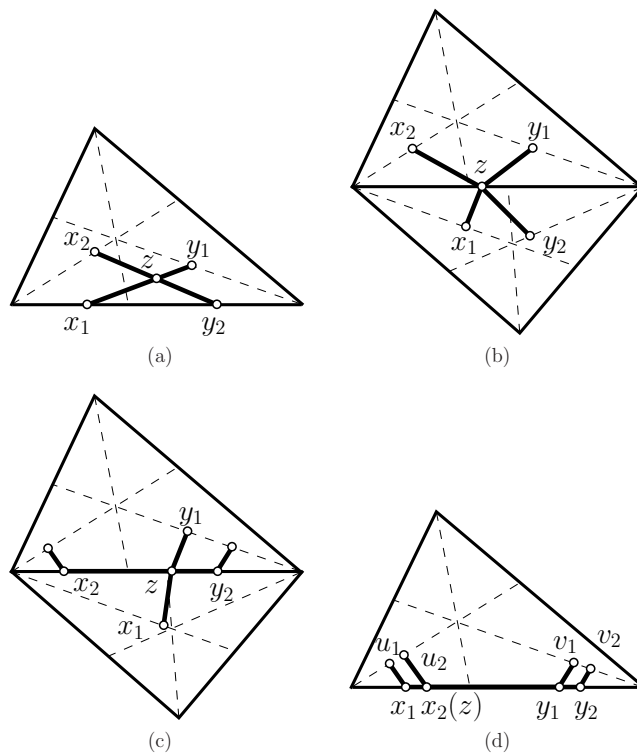 x₂ y₁
z
x₁ y₂
(a)
x₂ y₁
z
x₁ y₂
(b)
y₁
x₂ z y₂
x₁
(c)
u₁ u₂ v₁ v₂
x₁ x₂(z) y₁ y₂
(d)